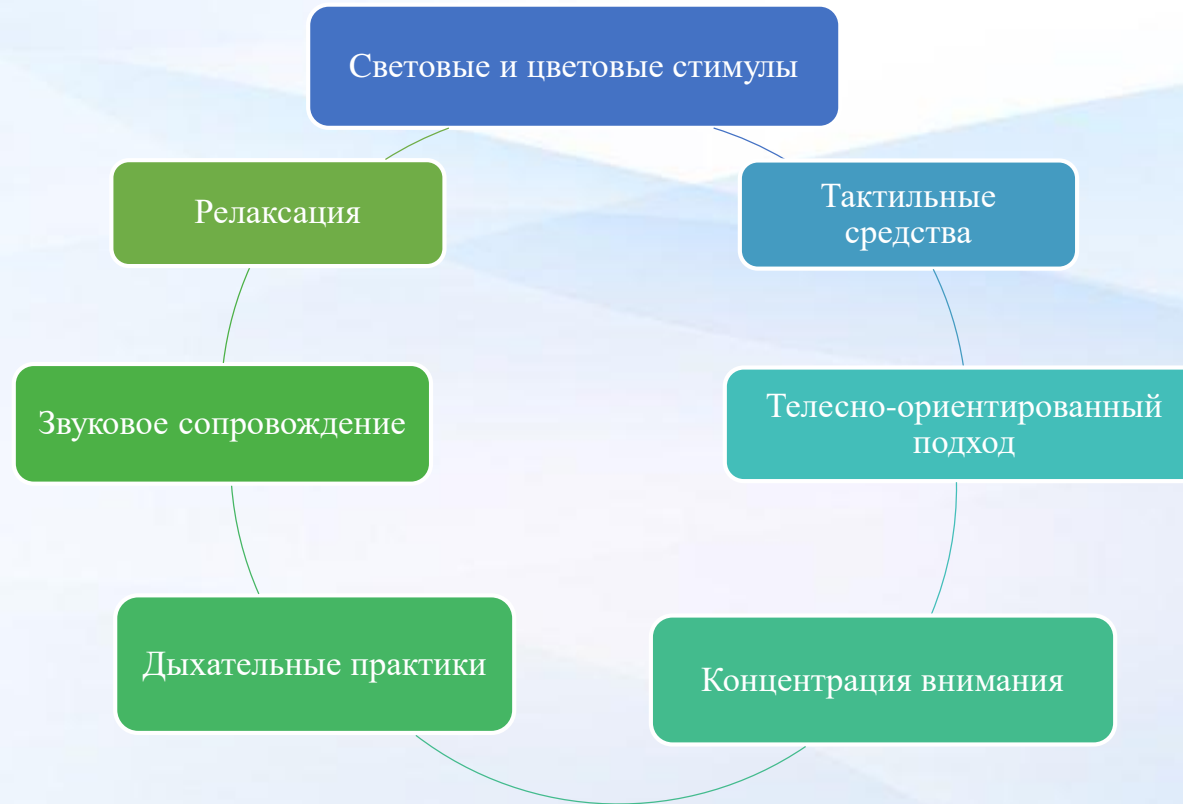 Световые и цветовые стимулы
Релаксация
Тактильные
средства
Звуковое сопровождение
Телесно-ориентированный
подход
Дыхательные практики
Концентрация внимания